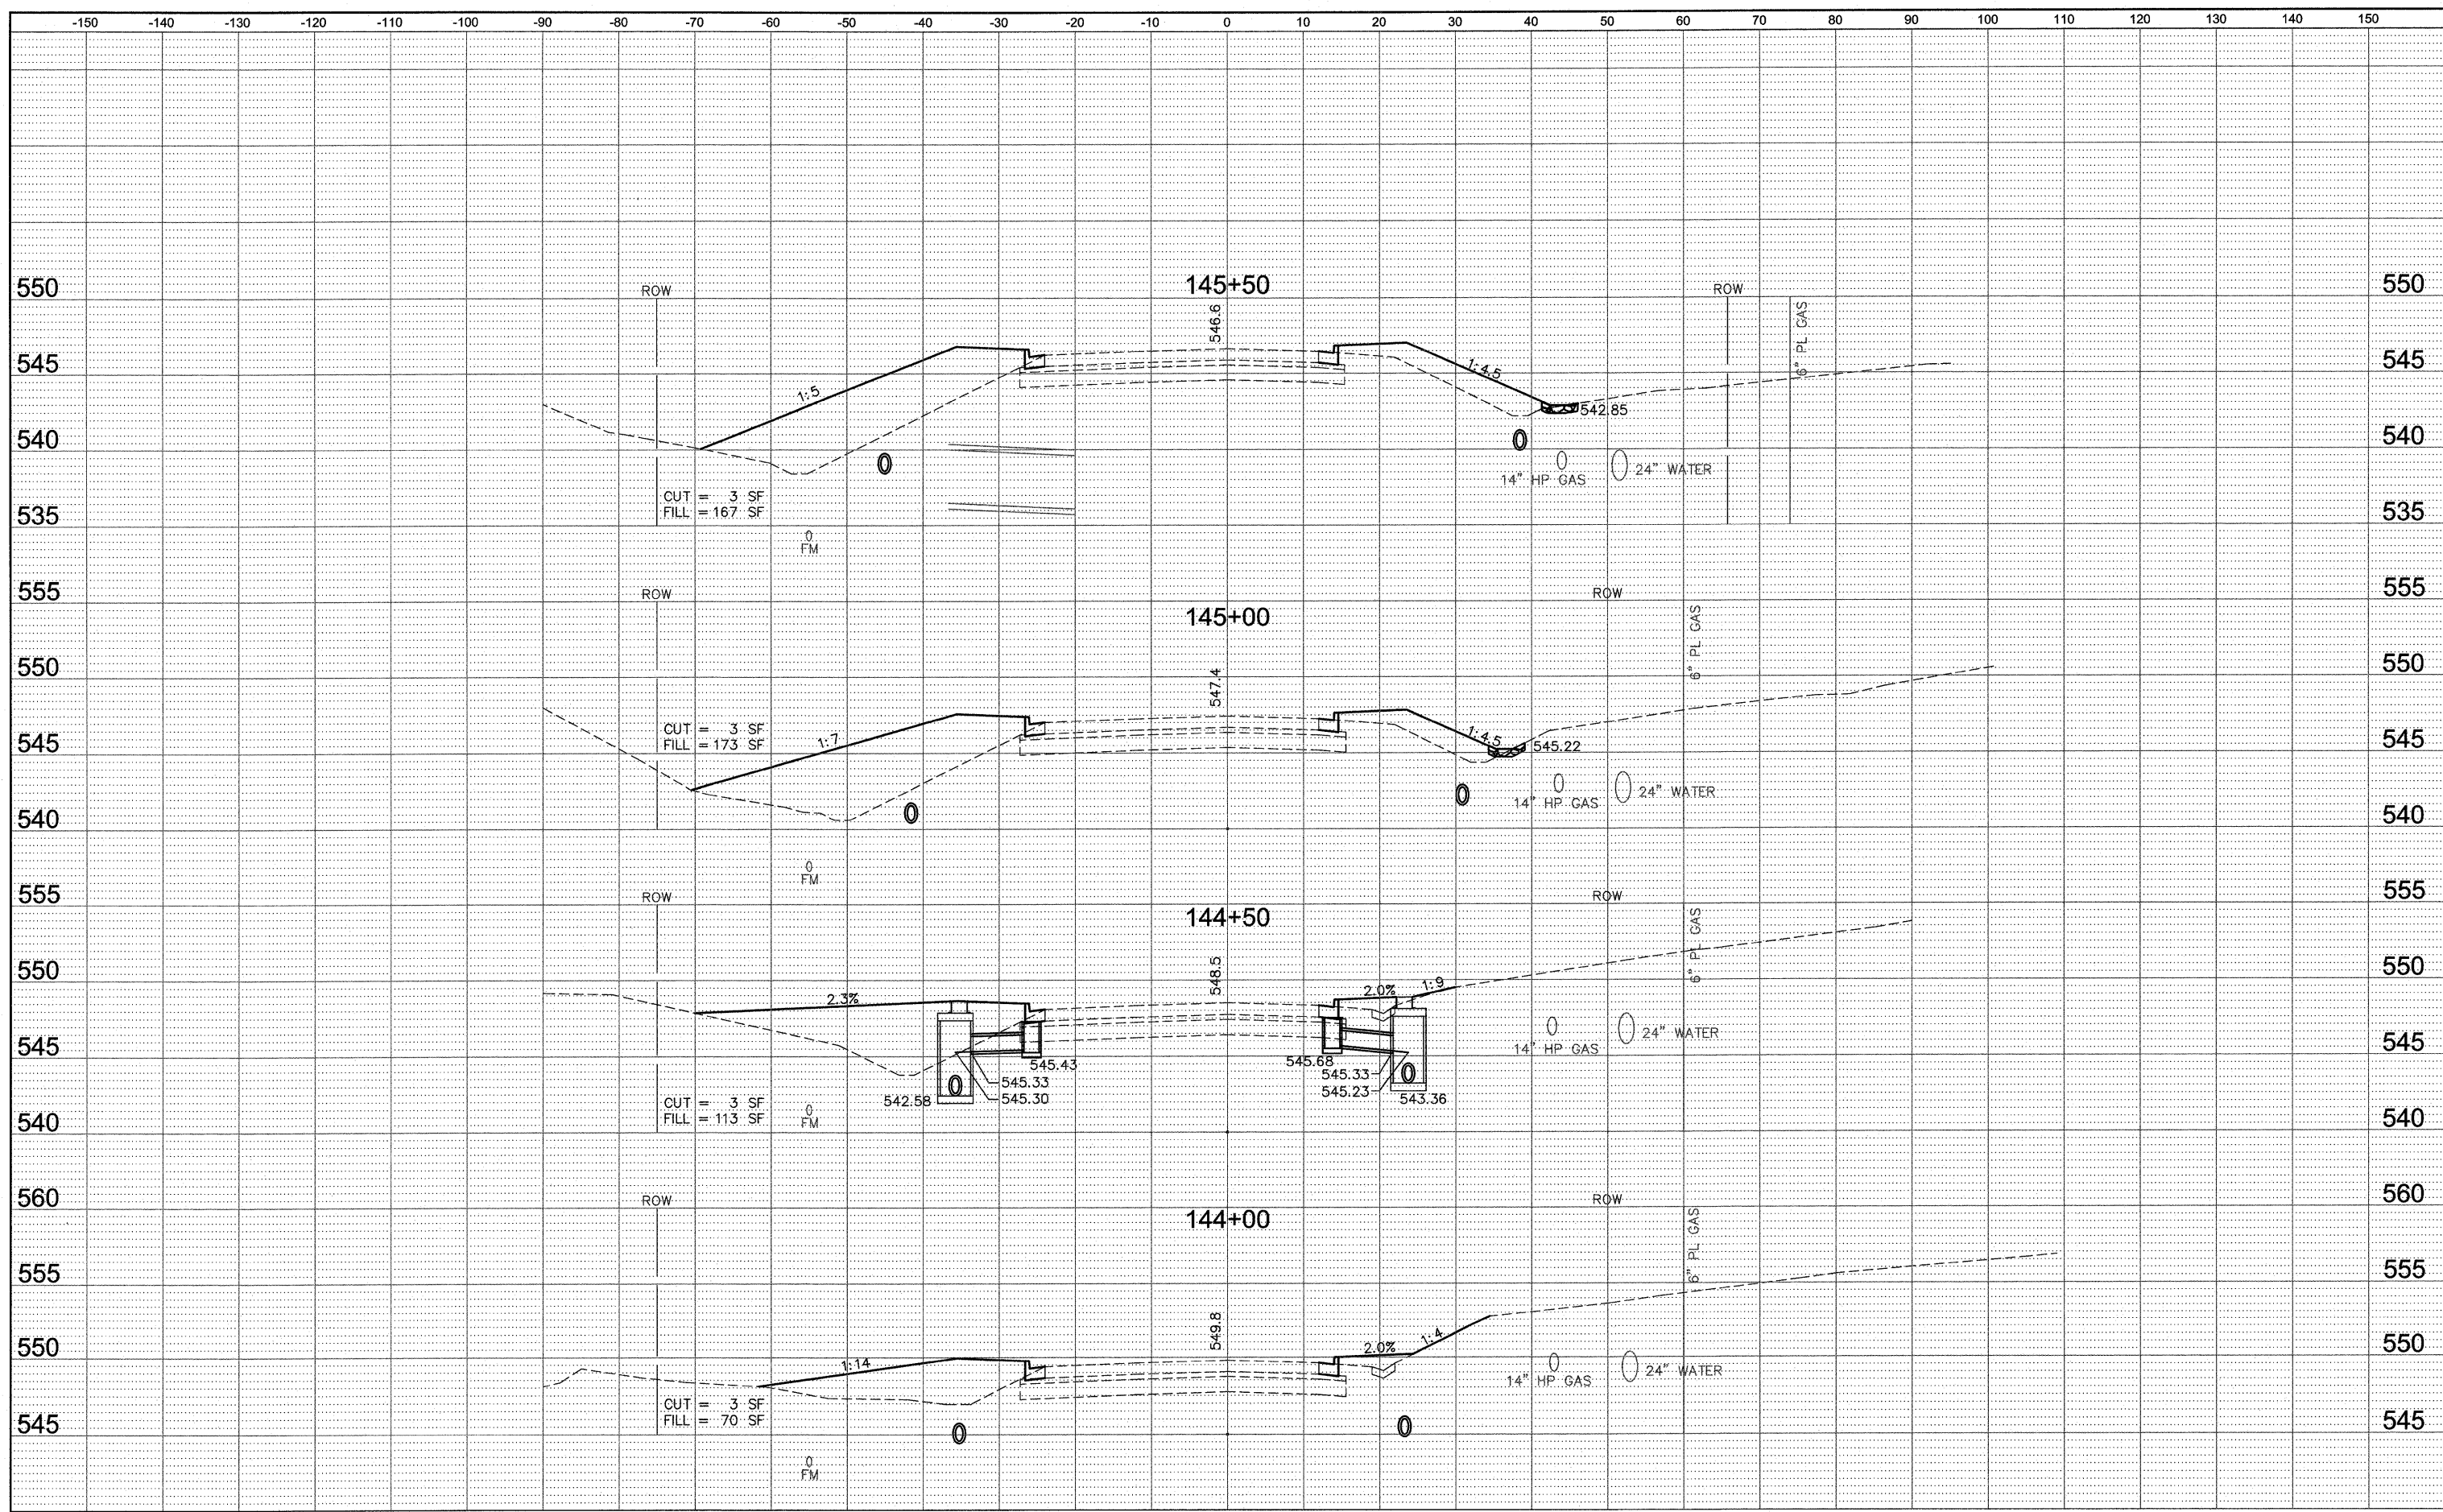 -150 -140 -130 -120 -110 -100 -90 -80 -70 -60 -50 -40 -30 -20 -10 0 10 20 30 40 50 60 70 80 90 100 110 120 130 140 150
550 ROW 145+50 ROW 550
546.6
6" PL GAS
545 1:5 1:4.5 545
542.85
540 540
14" HP GAS 24" WATER
CUT = 3 SF
FILL = 167 SF
535 535
FM
555 ROW 145+00 ROW 555
6" PL GAS
550 547.4 550
CUT = 3 SF
FILL = 173 SF
545 1:7 1:4.5 545.22 545
14" HP GAS 24" WATER
540 540
FM
555 ROW 144+50 ROW 555
6" PL GAS
550 548.5 550
2.3% 2.0% 1:9
14" HP GAS 24" WATER
545 545.43 545.68 545
545.33 545.33
542.58 545.30 545.23 543.36
CUT = 3 SF
FILL = 113 SF
FM
540 540
560 ROW 144+00 ROW 560
6" PL GAS
555 555
549.8
550 1:14 2.0% 1:4 550
14" HP GAS 24" WATER
CUT = 3 SF
FILL = 70 SF
545 545
FM